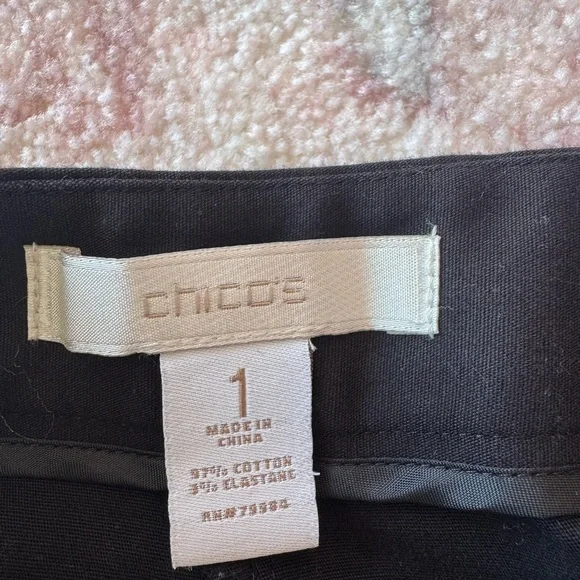 chico's
1
MADE IN
CHINA
97% COTTON
3% ELASTANE
RN#79984